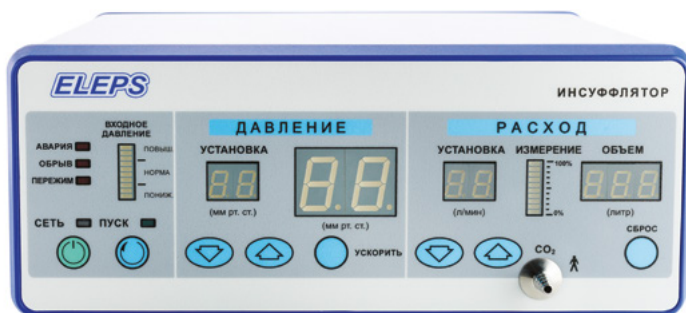 ELEPS
ИНСУФФЛЯТОР
АВАРИЯ
ОБРЫВ
ПЕРЕЖИМ
ВХОДНОЕ
ДАВЛЕНИЕ
ПОВЫШ.
НОРМА
ПОНИЖ.
СЕТЬ
ПУСК
ДАВЛЕНИЕ
УСТАНОВКА
(мм рт. ст.)
(мм рт. ст.)
УСКОРИТЬ
РАСХОД
УСТАНОВКА
(л/мин)
ИЗМЕРЕНИЕ
100%
0%
ОБЪЕМ
(литр)
СБРОС
CO₂